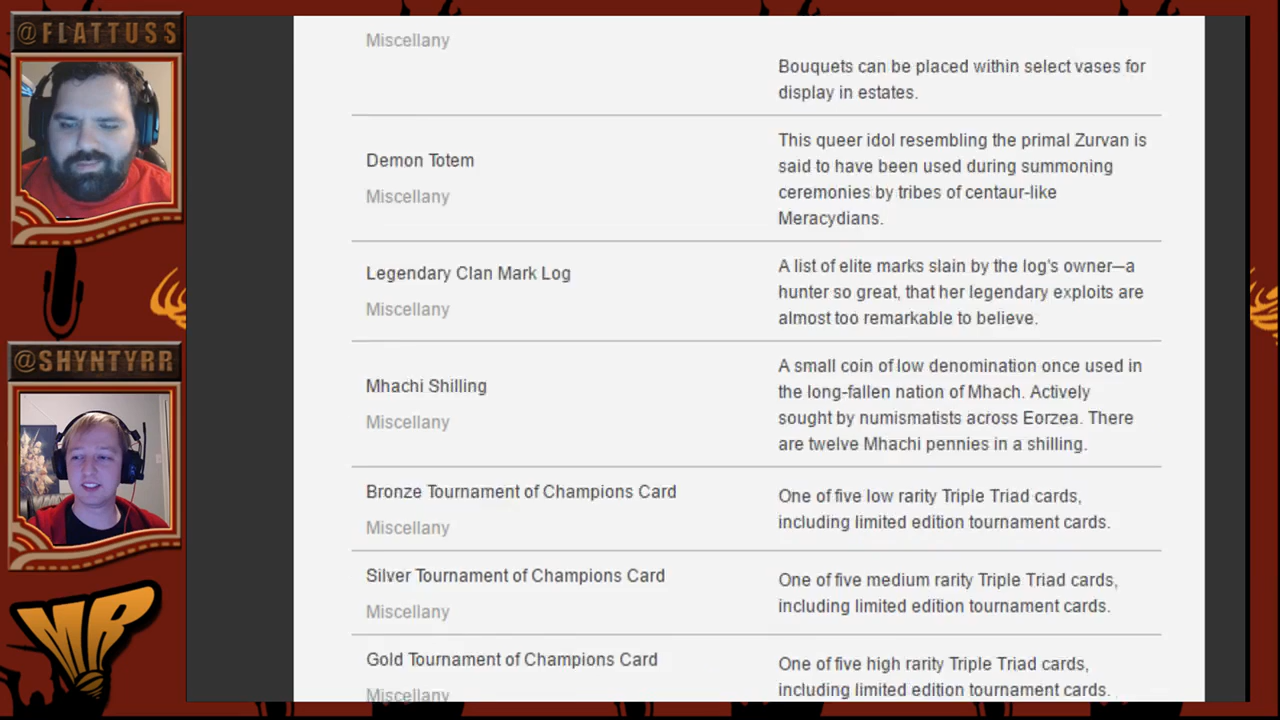 @FLATTUSS
@SHYNTYRR
MR
Miscellany
Bouquets can be placed within select vases for
display in estates.
Demon Totem
Miscellany
This queer idol resembling the primal Zurvan is
said to have been used during summoning
ceremonies by tribes of centaur-like
Meracydians.
Legendary Clan Mark Log
Miscellany
A list of elite marks slain by the log's owner—a
hunter so great, that her legendary exploits are
almost too remarkable to believe.
Mhachi Shilling
Miscellany
A small coin of low denomination once used in
the long-fallen nation of Mhach. Actively
sought by numismatists across Eorzea. There
are twelve Mhachi pennies in a shilling.
Bronze Tournament of Champions Card
Miscellany
One of five low rarity Triple Triad cards,
including limited edition tournament cards.
Silver Tournament of Champions Card
Miscellany
One of five medium rarity Triple Triad cards,
including limited edition tournament cards.
Gold Tournament of Champions Card
Miscellany
One of five high rarity Triple Triad cards,
including limited edition tournament cards.